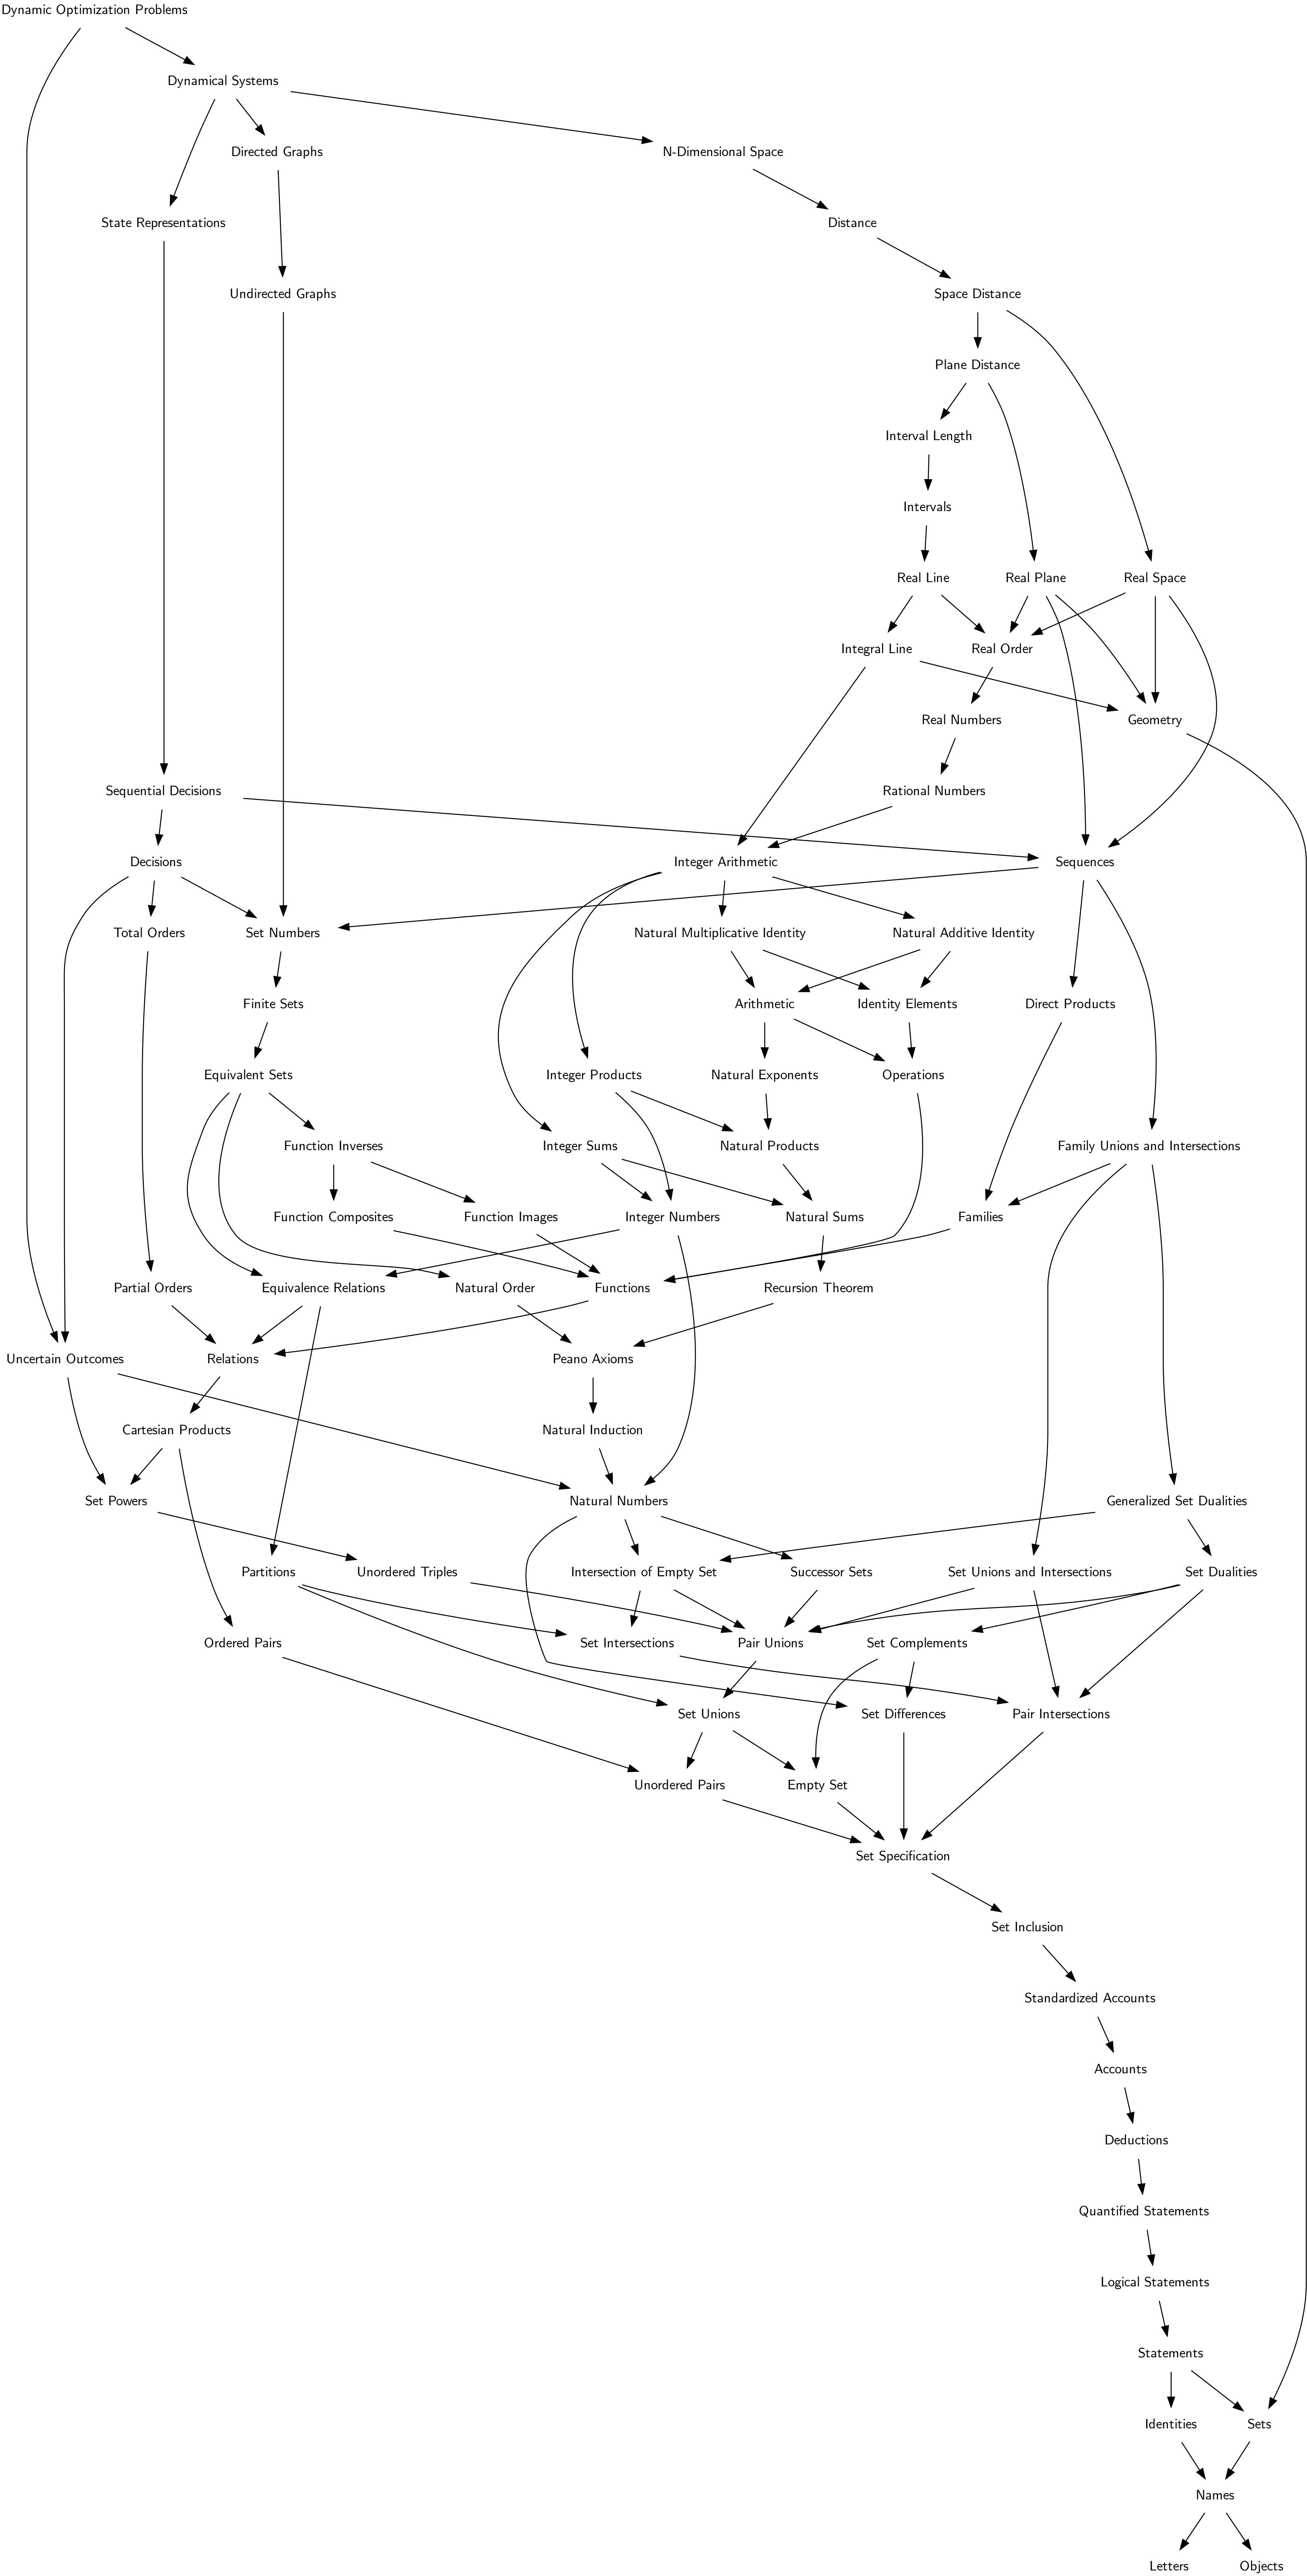 Dynamic Optimization Problems
Dynamical Systems
Directed Graphs
N-Dimensional Space
State Representations
Distance
Undirected Graphs
Space Distance
Plane Distance
Interval Length
Intervals
Real Line
Real Plane
Real Space
Integral Line
Real Order
Real Numbers
Geometry
Sequential Decisions
Rational Numbers
Decisions
Integer Arithmetic
Sequences
Total Orders
Set Numbers
Natural Multiplicative Identity
Natural Additive Identity
Finite Sets
Arithmetic
Identity Elements
Direct Products
Equivalent Sets
Integer Products
Natural Exponents
Operations
Function Inverses
Integer Sums
Natural Products
Family Unions and Intersections
Function Composites
Function Images
Integer Numbers
Natural Sums
Families
Partial Orders
Equivalence Relations
Natural Order
Functions
Recursion Theorem
Uncertain Outcomes
Relations
Peano Axioms
Cartesian Products
Natural Induction
Set Powers
Natural Numbers
Generalized Set Dualities
Partitions
Unordered Triples
Intersection of Empty Set
Successor Sets
Set Unions and Intersections
Set Dualities
Ordered Pairs
Set Intersections
Pair Unions
Set Complements
Set Unions
Set Differences
Pair Intersections
Unordered Pairs
Empty Set
Set Specification
Set Inclusion
Standardized Accounts
Accounts
Deductions
Quantified Statements
Logical Statements
Statements
Identities
Sets
Names
Letters
Objects